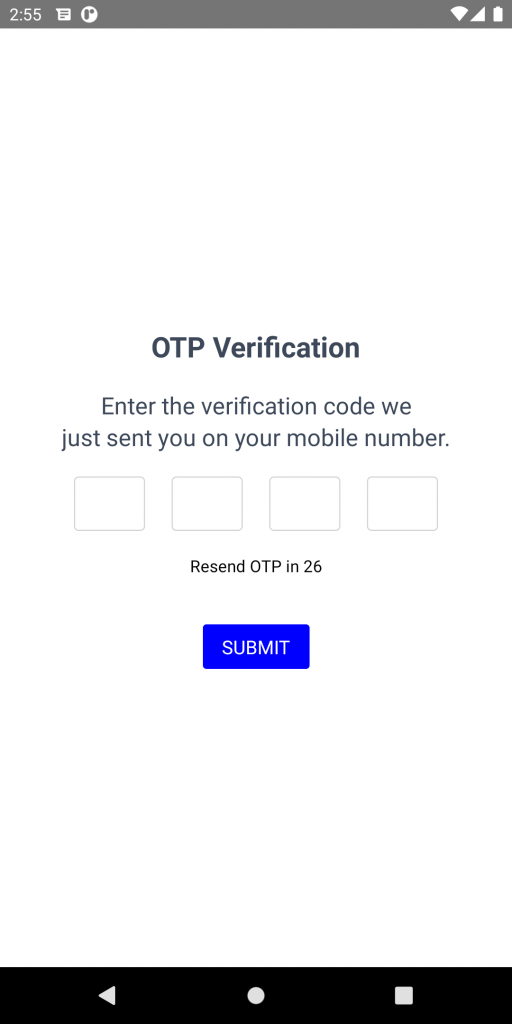 2:55
OTP Verification
Enter the verification code we
just sent you on your mobile number.
Resend OTP in 26
SUBMIT